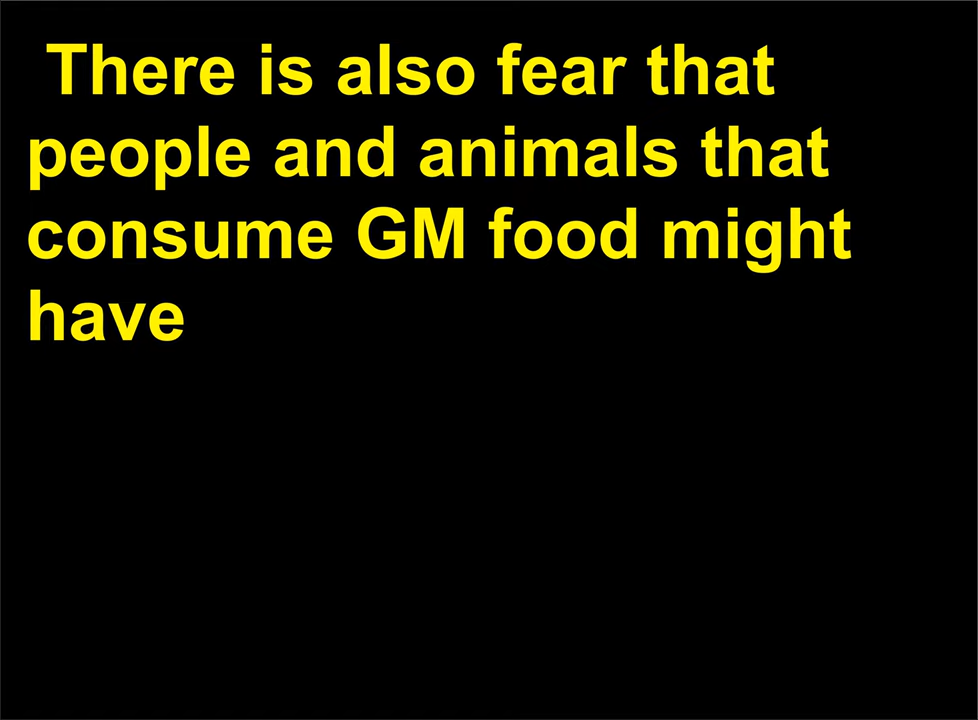 There is also fear that
people and animals that
consume GM food might
have